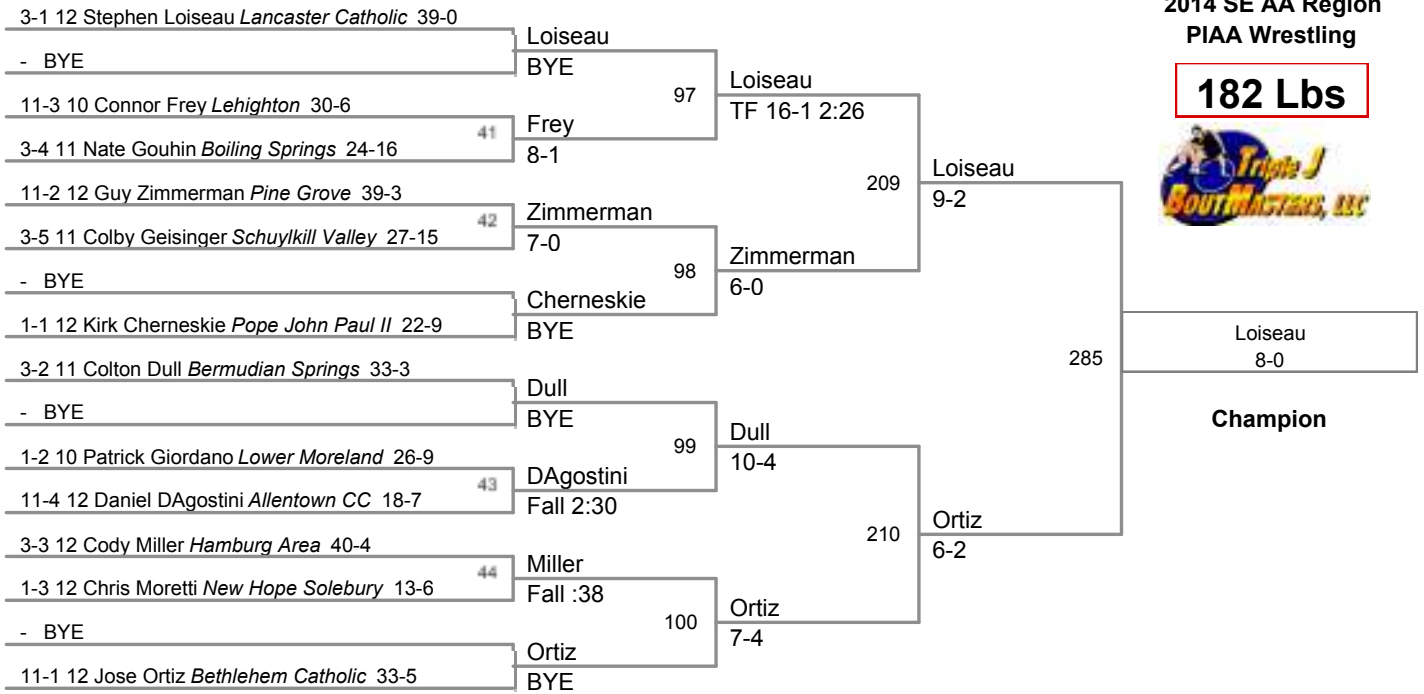 2014 SE AA Region
PIAA Wrestling
182 Lbs
Triple J
BOUTMASTERS, LLC
3-1 12 Stephen Loiseau Lancaster Catholic 39-0
- BYE
11-3 10 Connor Frey Lehighton 30-6
3-4 11 Nate Gouhin Boiling Springs 24-16
11-2 12 Guy Zimmerman Pine Grove 39-3
3-5 11 Colby Geisinger Schuylkill Valley 27-15
- BYE
1-1 12 Kirk Cherneskie Pope John Paul II 22-9
3-2 11 Colton Dull Bermudian Springs 33-3
- BYE
1-2 10 Patrick Giordano Lower Moreland 26-9
11-4 12 Daniel DAgostini Allentown CC 18-7
3-3 12 Cody Miller Hamburg Area 40-4
1-3 12 Chris Moretti New Hope Solebury 13-6
- BYE
11-1 12 Jose Ortiz Bethlehem Catholic 33-5
41
42
43
44
Loiseau
BYE
Frey
8-1
Zimmerman
7-0
Cherneskie
BYE
Dull
BYE
DAgostini
Fall 2:30
Miller
Fall :38
Ortiz
BYE
97
98
99
100
Loiseau
TF 16-1 2:26
Zimmerman
6-0
Dull
10-4
Ortiz
7-4
209
210
Loiseau
9-2
Ortiz
6-2
285
Loiseau
8-0
Champion